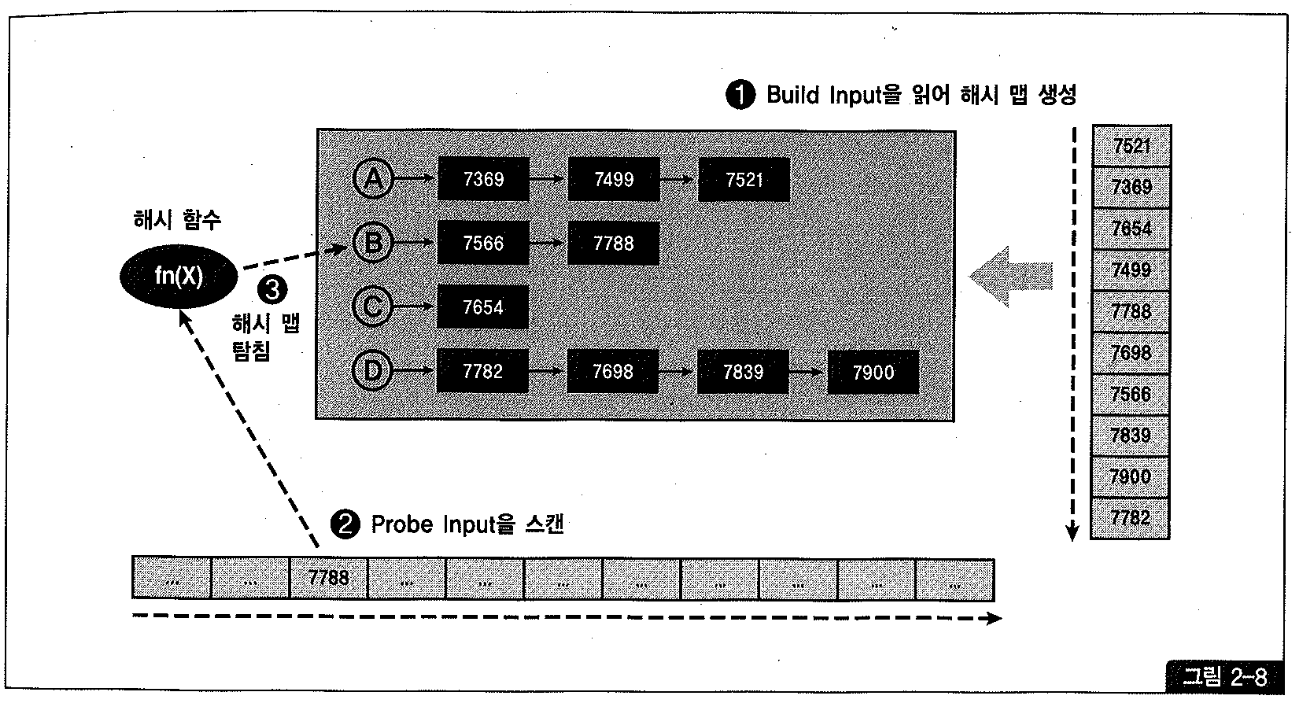 ❶ Build Input을 읽어 해시 맵 생성
7521
7369
7654
7499
7788
7698
7566
7839
7900
7782
Ⓐ 7369 7499 7521
Ⓑ 7566 7788
Ⓒ 7654
Ⓓ 7782 7698 7839 7900
해시 함수
fn(X)
❸
해시 맵
탐침
❷ Probe Input을 스캔
... ... 7788 ... ... ... ... ... ... ... ...
그림 2-8